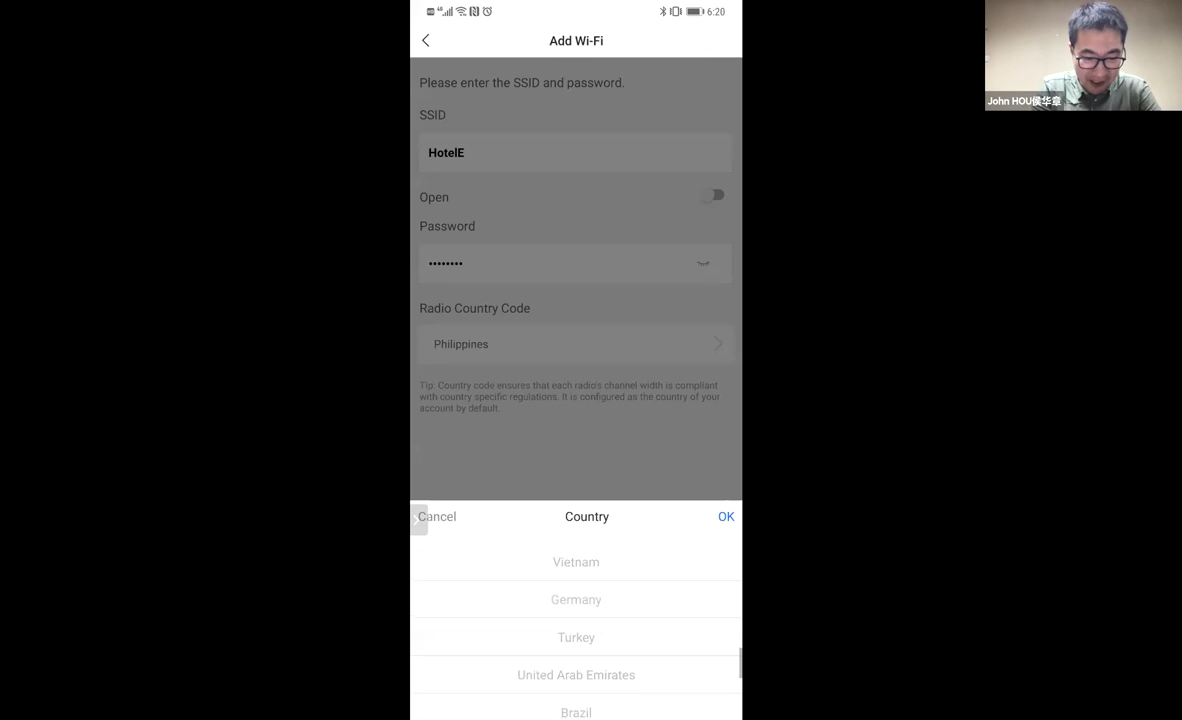 HD 4G 6:20
Add Wi-Fi
Please enter the SSID and password.
SSID
HotelE
Open
Password
••••••••
Radio Country Code
Philippines
Tip: Country code ensures that each radio's channel width is compliant
with country specific regulations. It is configured as the country of your
account by default.
Cancel Country OK
Vietnam
Germany
Turkey
United Arab Emirates
Brazil
John HOU侯华章